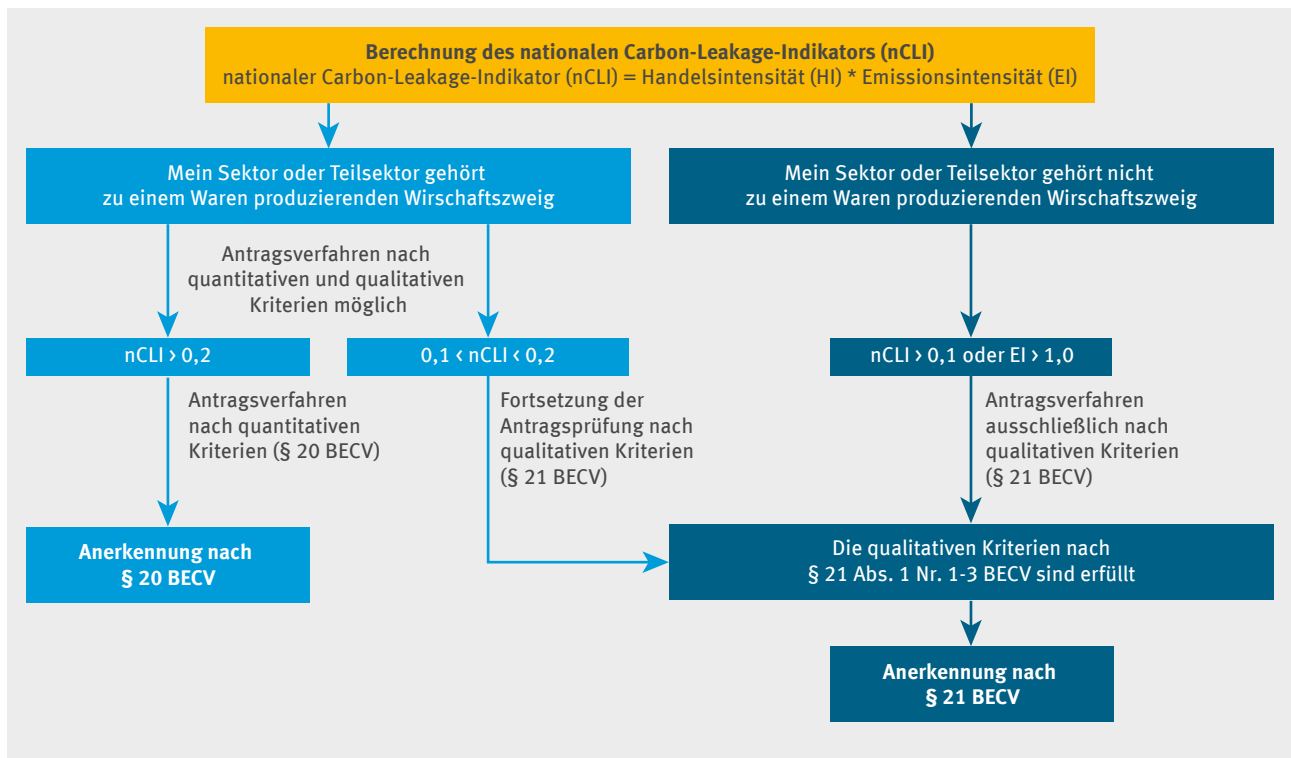 Berechnung des nationalen Carbon-Leakage-Indikators (nCLI)
nationaler Carbon-Leakage-Indikator (nCLI) = Handelsintensität (HI) * Emissionsintensität (EI)
Mein Sektor oder Teilsektor gehört
zu einem Waren produzierenden Wirschaftszweig
Mein Sektor oder Teilsektor gehört nicht
zu einem Waren produzierenden Wirtschaftszweig
Antragsverfahren nach
quantitativen und qualitativen
Kriterien möglich
nCLI > 0,2
0,1 < nCLI < 0,2
nCLI > 0,1 oder EI > 1,0
Antragsverfahren
nach quantitativen
Kriterien (§ 20 BECV)
Fortsetzung der
Antragsprüfung nach
qualitativen Kriterien
(§ 21 BECV)
Antragsverfahren
ausschließlich nach
qualitativen Kriterien
(§ 21 BECV)
Anerkennung nach
§ 20 BECV
Die qualitativen Kriterien nach
§ 21 Abs. 1 Nr. 1-3 BECV sind erfüllt
Anerkennung nach
§ 21 BECV